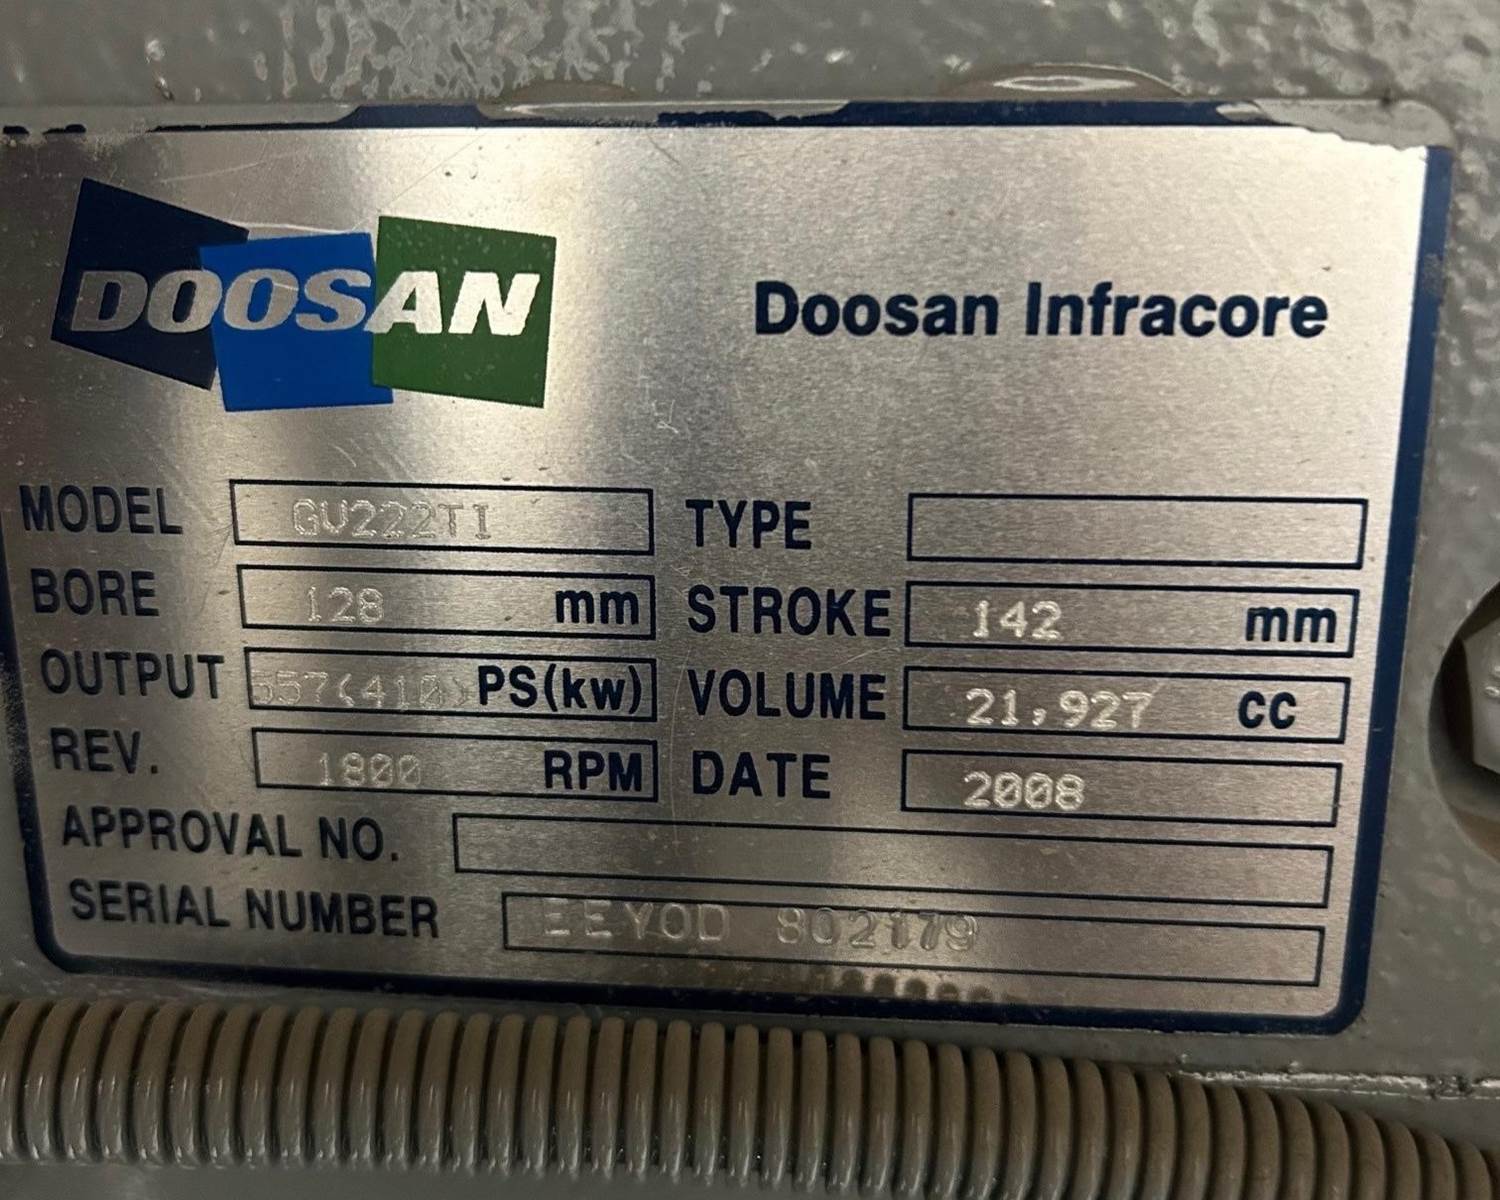 DOOSAN
Doosan Infracore
MODEL GV222TI TYPE
BORE 128 mm STROKE 142 mm
OUTPUT 557(410) PS(kw) VOLUME 21,927 CC
REV. 1800 RPM DATE 2008
APPROVAL NO.
SERIAL NUMBER EEYOD 802179